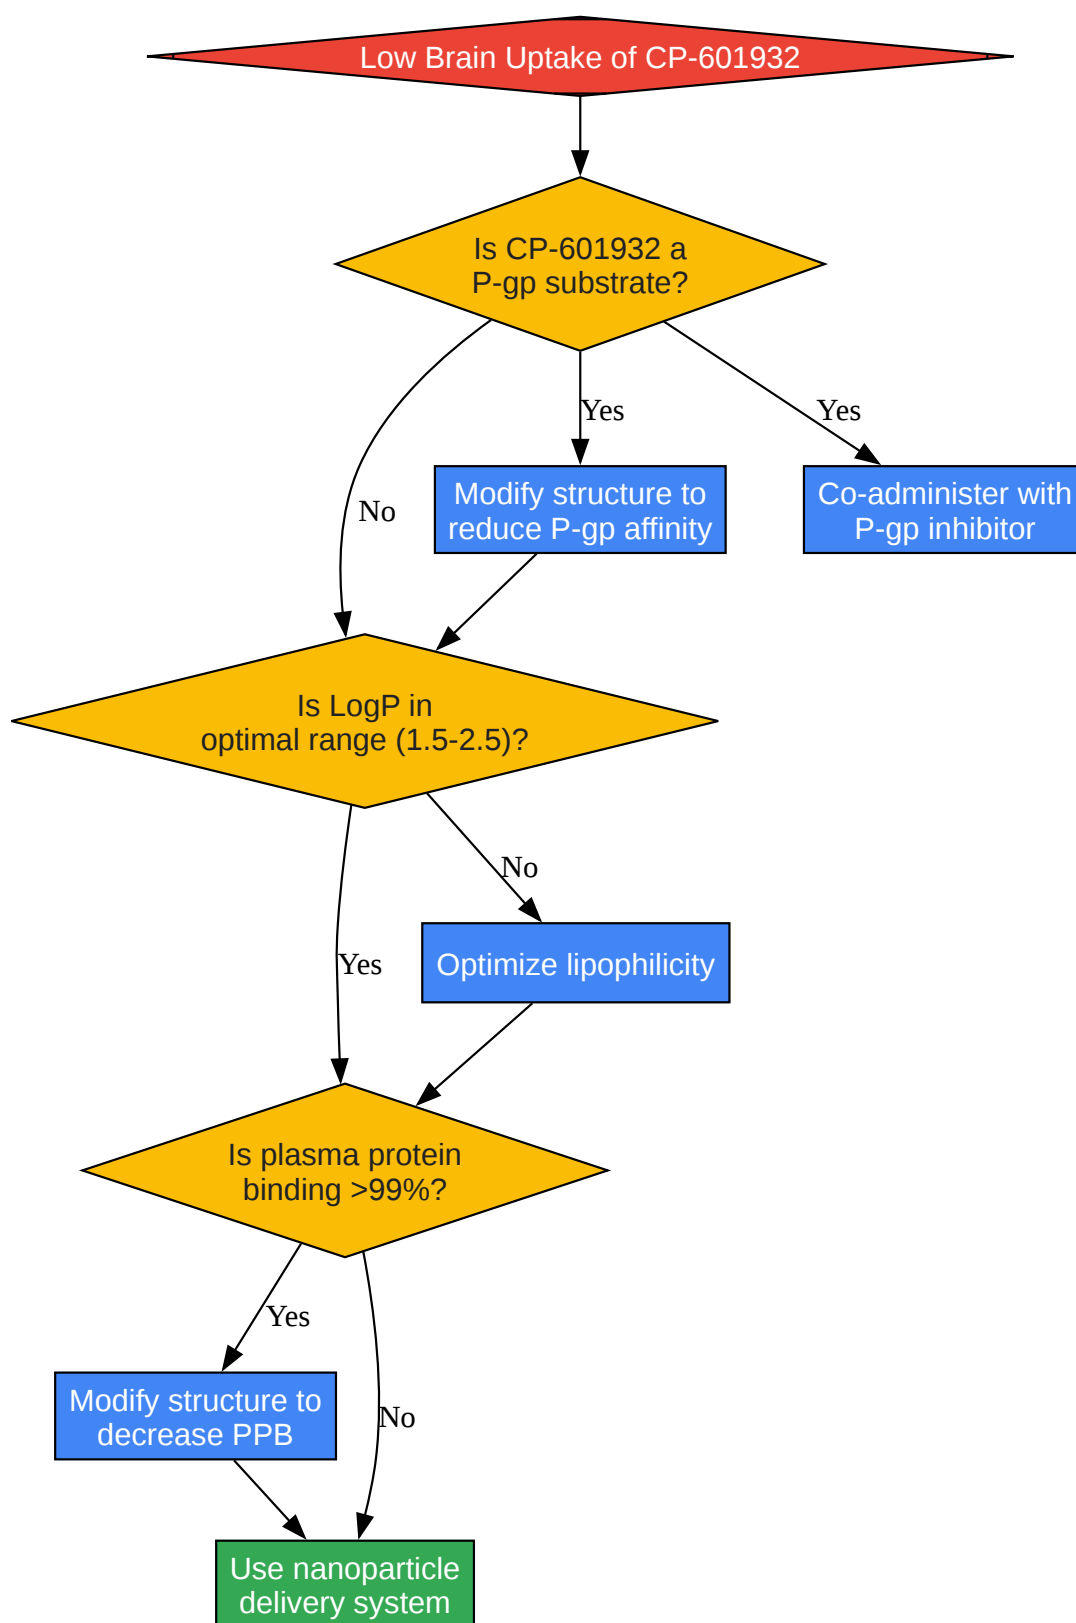 Low Brain Uptake of CP-601932
Is CP-601932 a
P-gp substrate?
Yes
Yes
No
Modify structure to
reduce P-gp affinity
Co-administer with
P-gp inhibitor
Is LogP in
optimal range (1.5-2.5)?
No
Yes
Optimize lipophilicity
Is plasma protein
binding >99%?
Yes
No
Modify structure to
decrease PPB
Use nanoparticle
delivery system